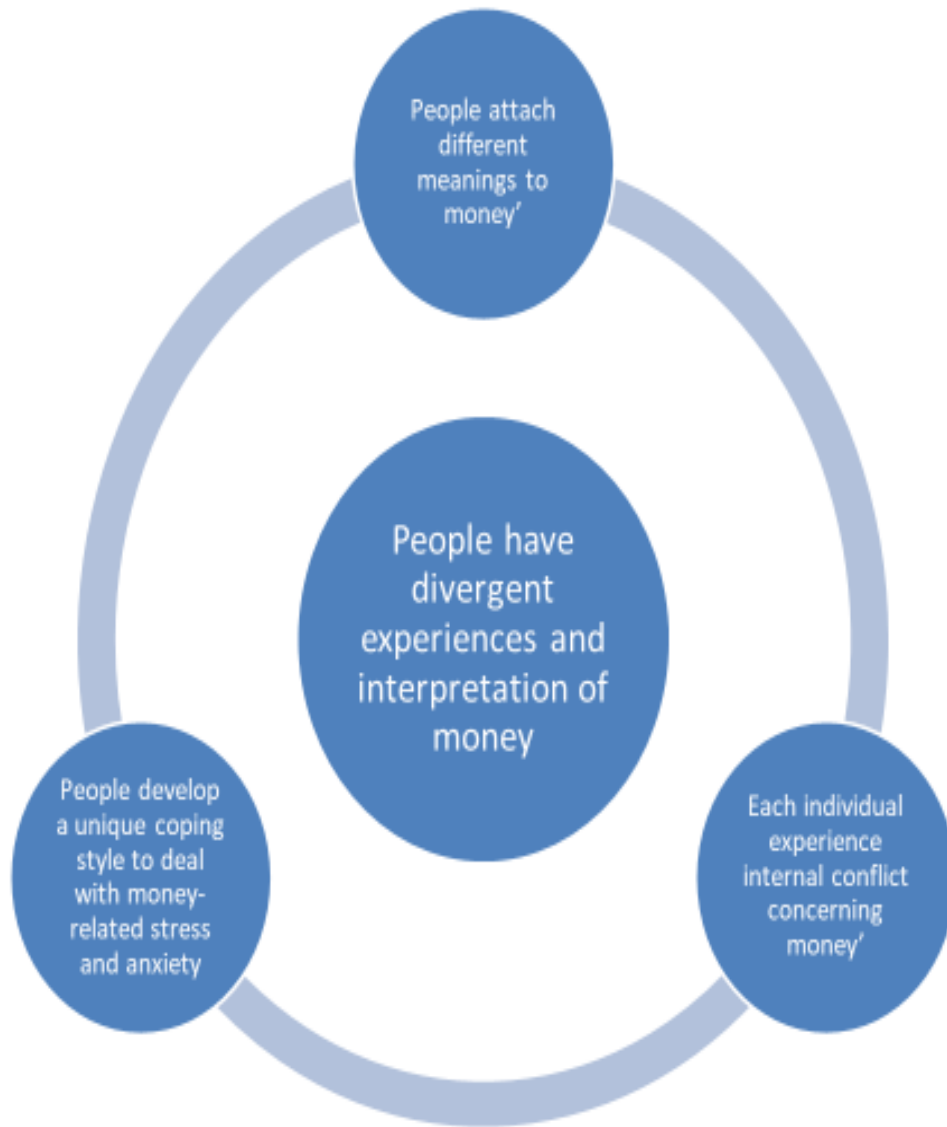 People attach
different
meanings to
money’
People have
divergent
experiences and
interpretation of
money
People develop
a unique coping
style to deal
with money-
related stress
and anxiety
Each individual
experience
internal conflict
concerning
money’